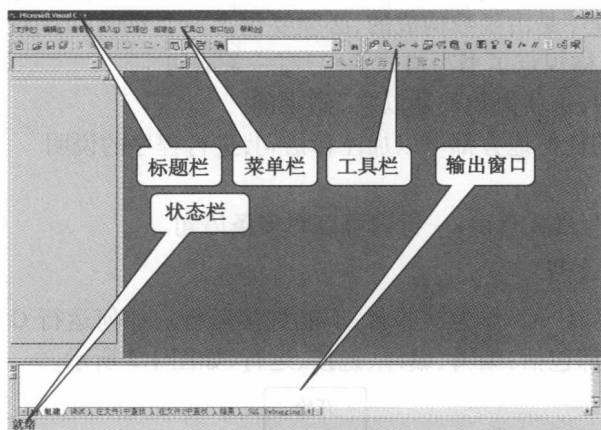 Microsoft Visual C++
文件(F) 编辑(E) 查看(V) 插入(I) 工程(P) 组建(B) 工具(T) 窗口(W) 帮助(H)
标题栏 菜单栏 工具栏 输出窗口
状态栏
组建 调试 在文件1中查找 在文件2中查找 结果 SQL Debugging
就绪